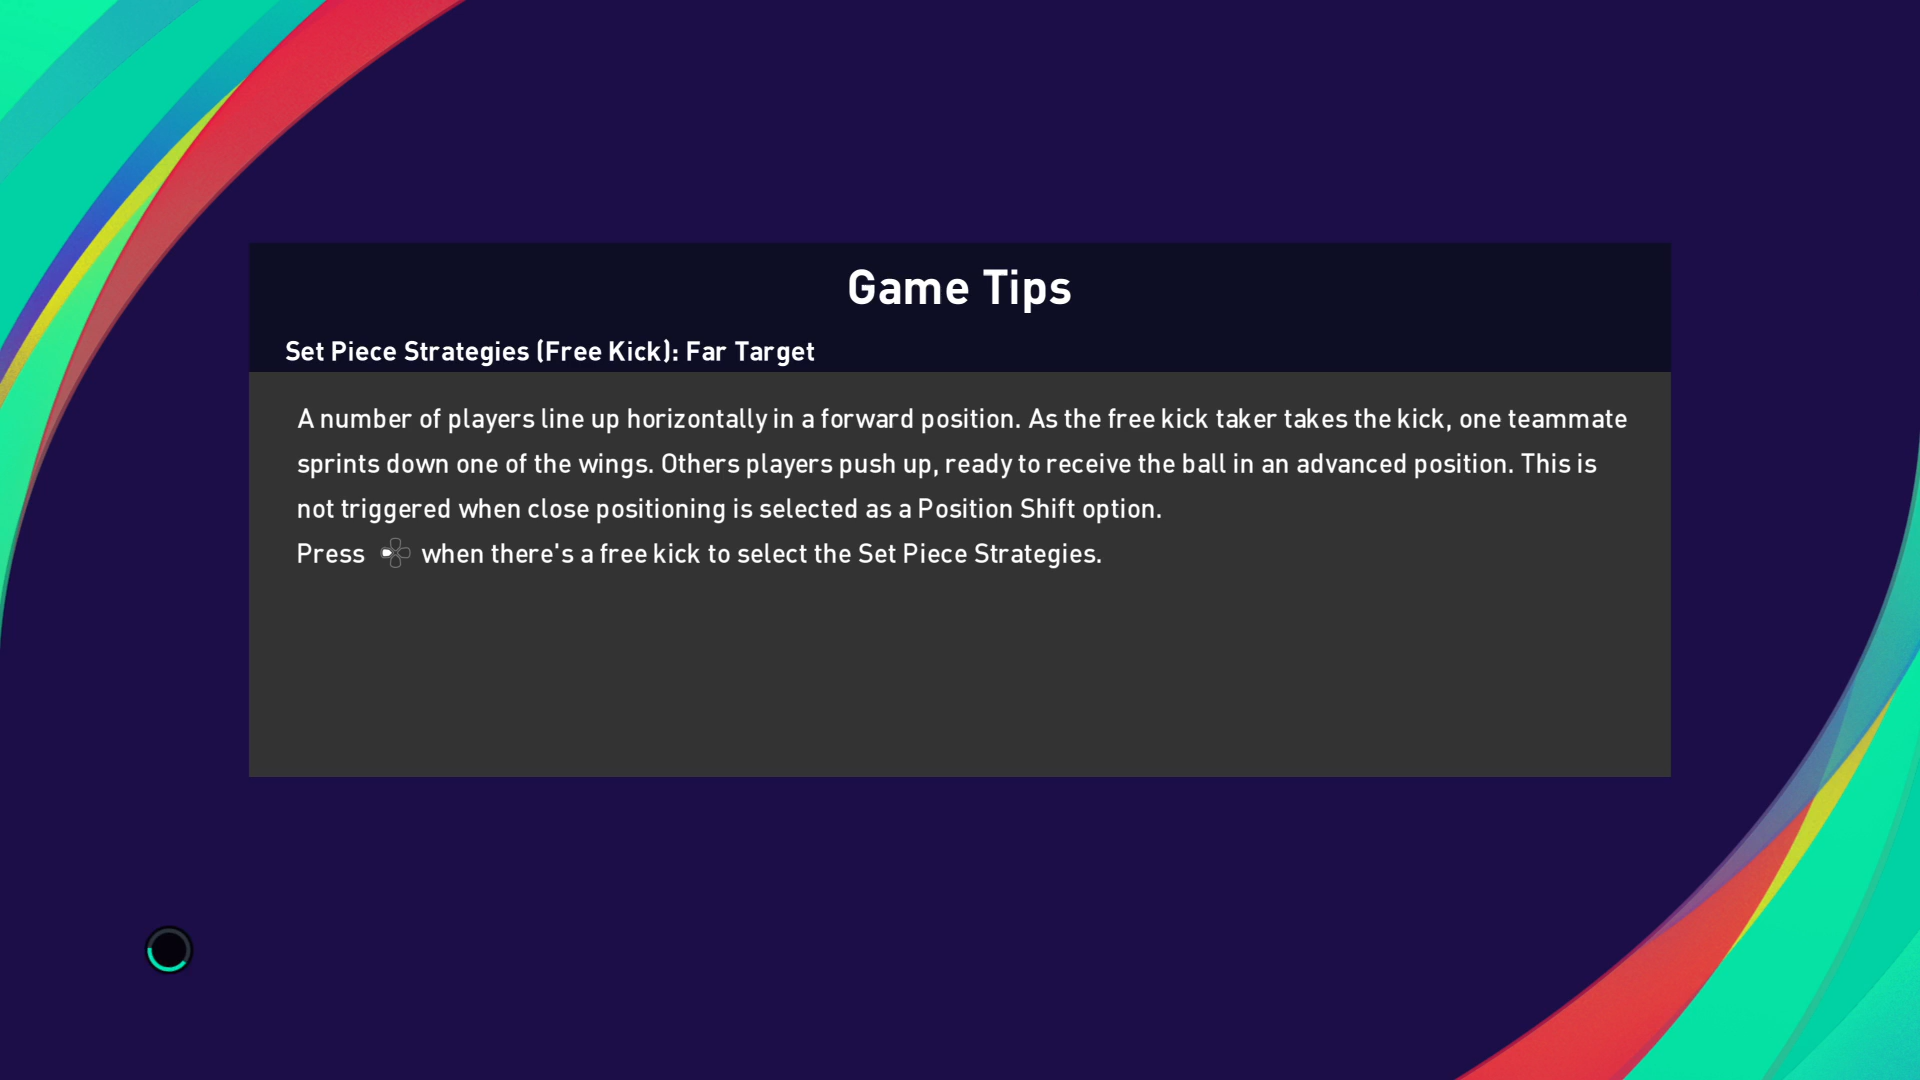 Game Tips
Set Piece Strategies (Free Kick): Far Target
A number of players line up horizontally in a forward position. As the free kick taker takes the kick, one teammate
sprints down one of the wings. Others players push up, ready to receive the ball in an advanced position. This is
not triggered when close positioning is selected as a Position Shift option.
Press when there's a free kick to select the Set Piece Strategies.